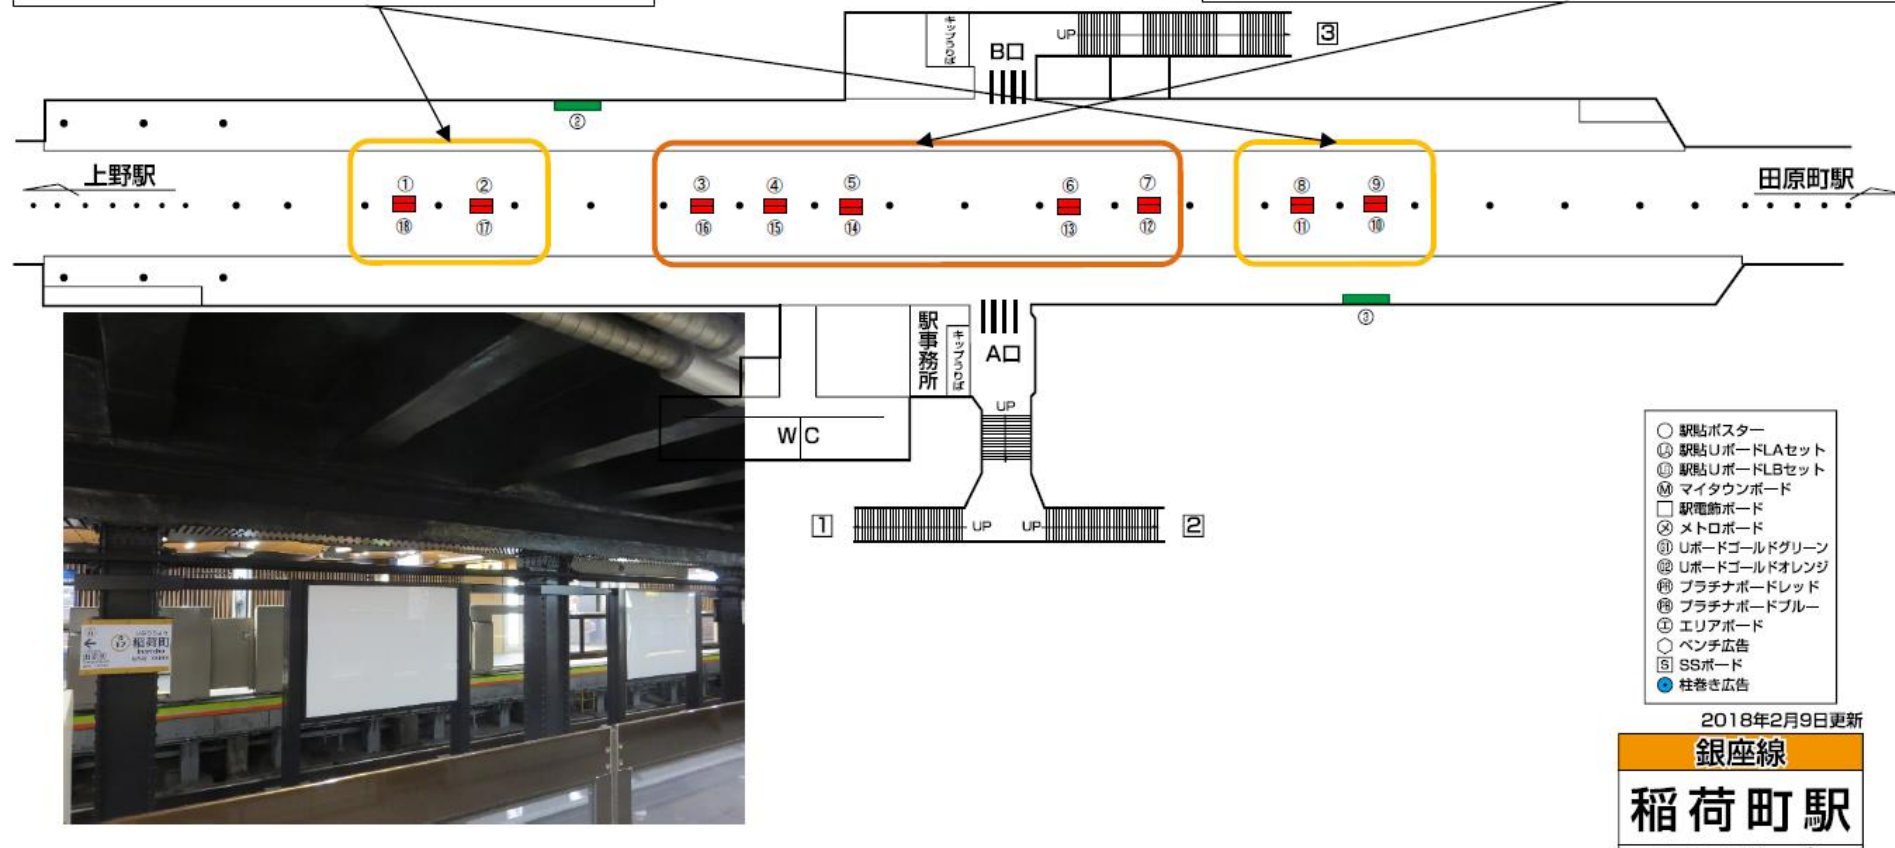 キップうりば
UP
3
B口
②
上野駅
田原町駅
① ② ③ ④ ⑤ ⑥ ⑦ ⑧ ⑨
⑱ ⑰ ⑯ ⑮ ⑭ ⑬ ⑫ ⑪ ⑩
③
駅事務所
キップうりば
A口
UP
WC
1
UP
UP
2
稲荷町
○ 駅貼ポスター
駅貼UボードLAセット
駅貼UボードLBセット
Ⓜ マイタウンボード
□ 駅電飾ボード
メトロボード
Uボードゴールドグリーン
Uボードゴールドオレンジ
プラチナボードレッド
プラチナボードブルー
エリアボード
ベンチ広告
S SSボード
柱巻き広告
2018年2月9日更新
銀座線
稲荷町駅